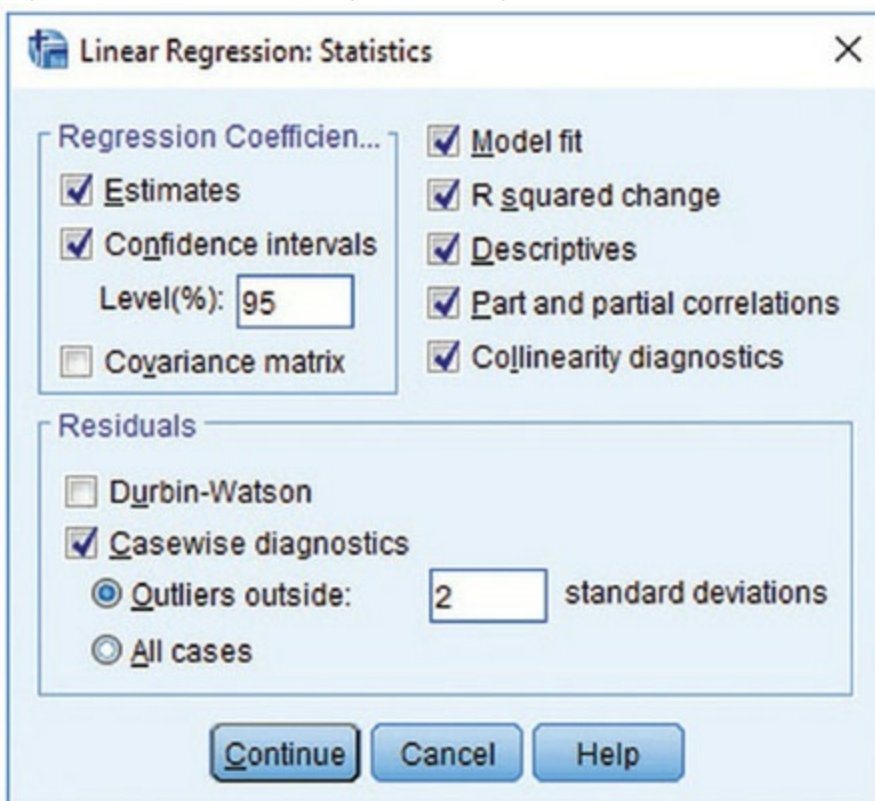 Linear Regression: Statistics
Regression Coefficien...
Estimates
Confidence intervals
Level(%): 95
Covariance matrix
Model fit
R squared change
Descriptives
Part and partial correlations
Collinearity diagnostics
Residuals
Durbin-Watson
Casewise diagnostics
Outliers outside: 2 standard deviations
All cases
Continue Cancel Help